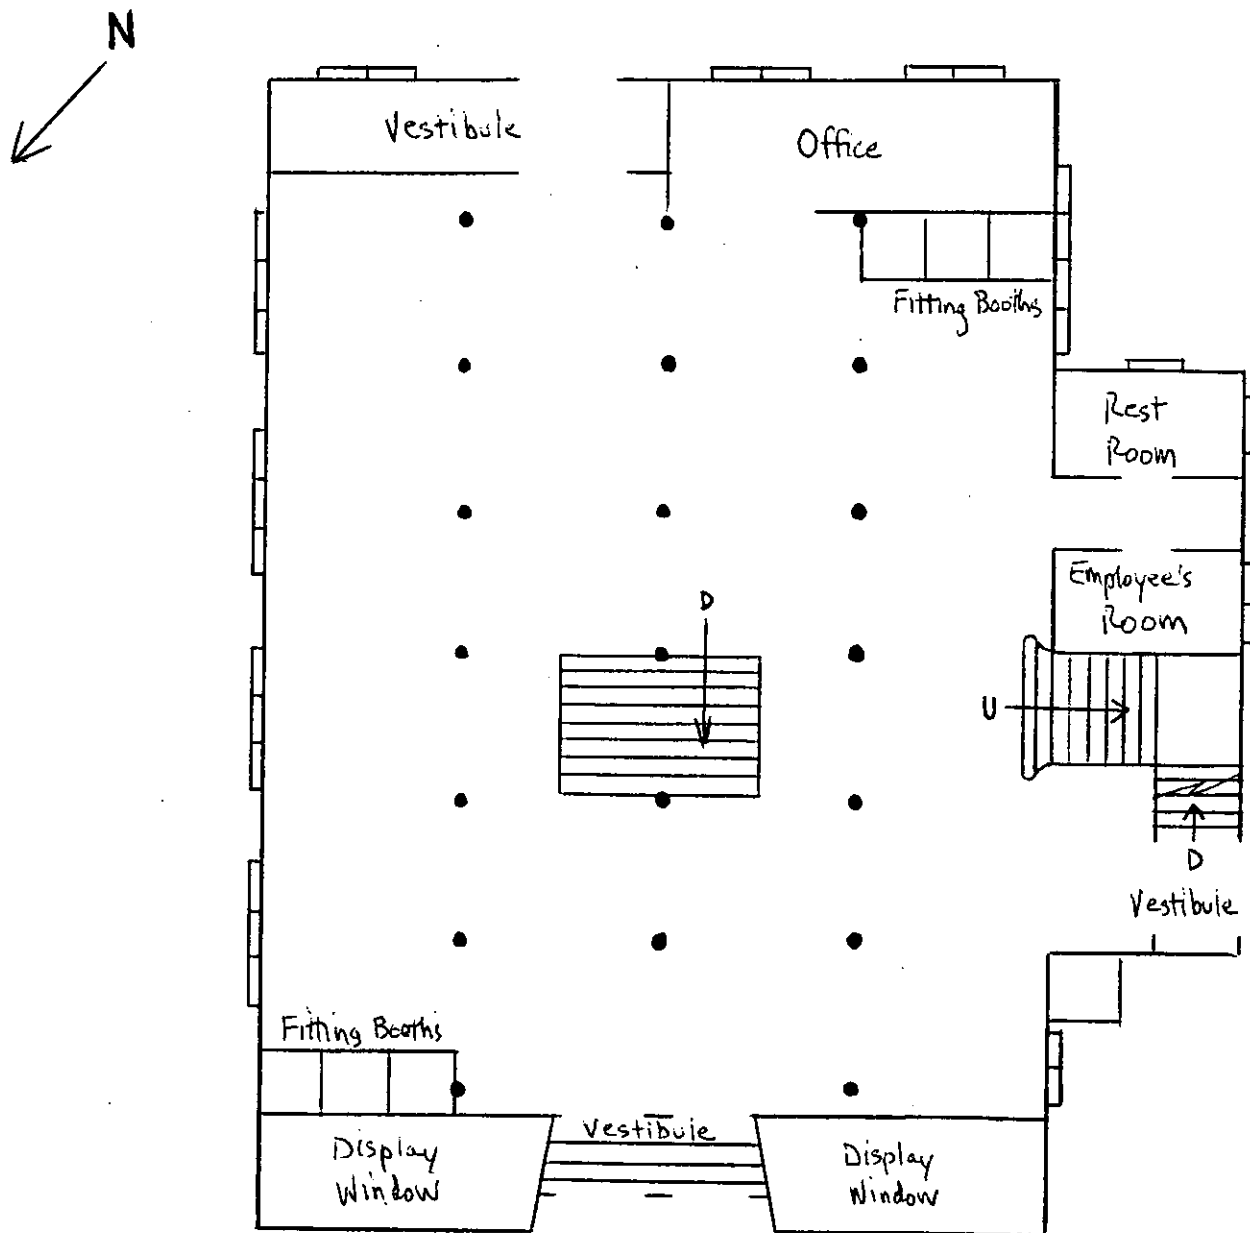 N
Vestibule
Office
Fitting Booths
Rest
Room
Employee's
Room
D
U
D
Vestibule
Fitting Booths
Vestibule
Display
Window
Display
Window